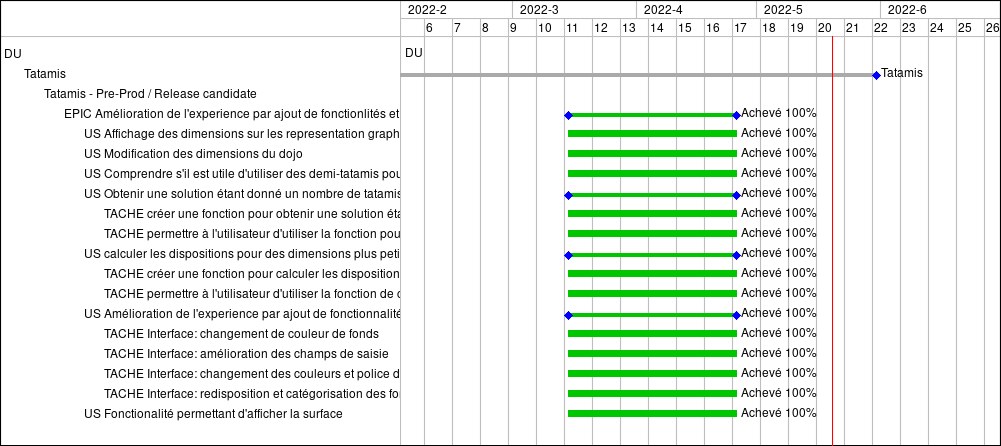 2022-2 2022-3 2022-4 2022-5 2022-6
6 7 8 9 10 11 12 13 14 15 16 17 18 19 20 21 22 23 24 25 26
DU DU
Tatamis Tatamis
Tatamis - Pre-Prod / Release candidate
EPIC Amélioration de l'experience par ajout de fonctionlités et Achevé 100%
US Affichage des dimensions sur les representation graph Achevé 100%
US Modification des dimensions du dojo Achevé 100%
US Comprendre s'il est utile d'utiliser des demi-tatamis pou Achevé 100%
US Obtenir une solution étant donné un nombre de tatamis Achevé 100%
TACHE créer une fonction pour obtenir une solution éta Achevé 100%
TACHE permettre à l'utilisateur d'utiliser la fonction pou Achevé 100%
US calculer les dispositions pour des dimensions plus peti Achevé 100%
TACHE créer une fonction pour calculer les disposition Achevé 100%
TACHE permettre à l'utilisateur d'utiliser la fonction de c Achevé 100%
US Amélioration de l'experience par ajout de fonctionnalité Achevé 100%
TACHE Interface: changement de couleur de fonds Achevé 100%
TACHE Interface: amélioration des champs de saisie Achevé 100%
TACHE Interface: changement des couleurs et police d Achevé 100%
TACHE Interface: redisposition et catégorisation des fo Achevé 100%
US Fonctionalité permettant d'afficher la surface Achevé 100%